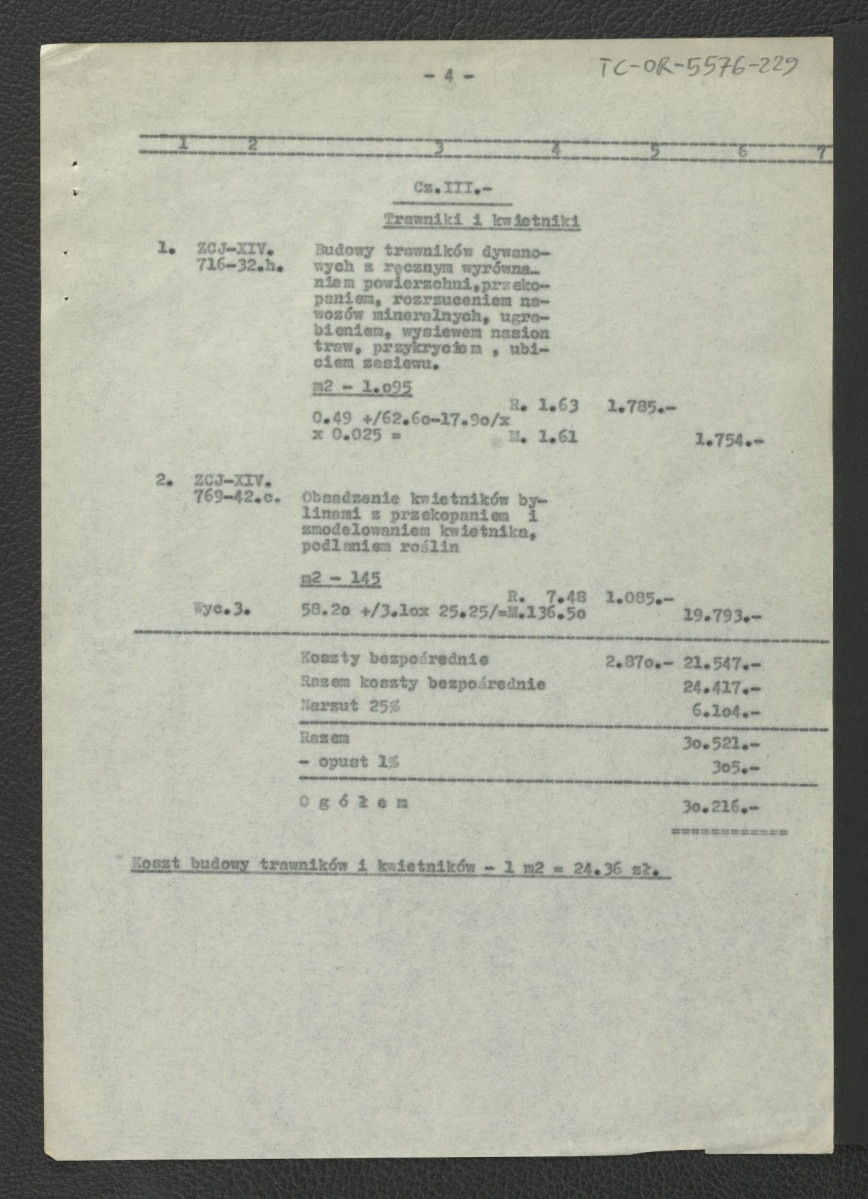 TC-OR-5576-229
- 4 -
1 2 3 4 5 6 7
Cz.III.-
Trawniki i kwietniki
1. ZCJ-XIV. Budowy trawników dywano-
716-32.h. wych z ręcznym wyrówna-
niem powierzchni,przeko-
paniem, rozrzuceniem na-
wozów mineralnych, ugra-
bieniem, wysiewem nasion
traw, przykryciem , ubi-
ciem zasiewu.
m2 - 1.o95
R. 1.63 1.785.-
0.49 +/62.6o-17.9o/x
x 0.025 = M. 1.61 1.754.-
2. ZCJ-XIV.
769-42.c. Obsadzenie kwietników by-
linami z przekopaniem i
zmodelowaniem kwietnika,
podlaniem roślin
m2 - 145
R. 7.48 1.o85.-
Wyc.3. 58.2o +/3.1ox 25.25/=M.136.5o 19.793.-
Koszty bezpośrednie 2.87o.- 21.547.-
Razem koszty bezpośrednie 24.417.-
Narzut 25% 6.1o4.-
Razem 3o.521.-
- opust 1% 3o5.-
O g ó ł e m 3o.216.-
============
Koszt budowy trawników i kwietników - 1 m2 = 24.36 zł.